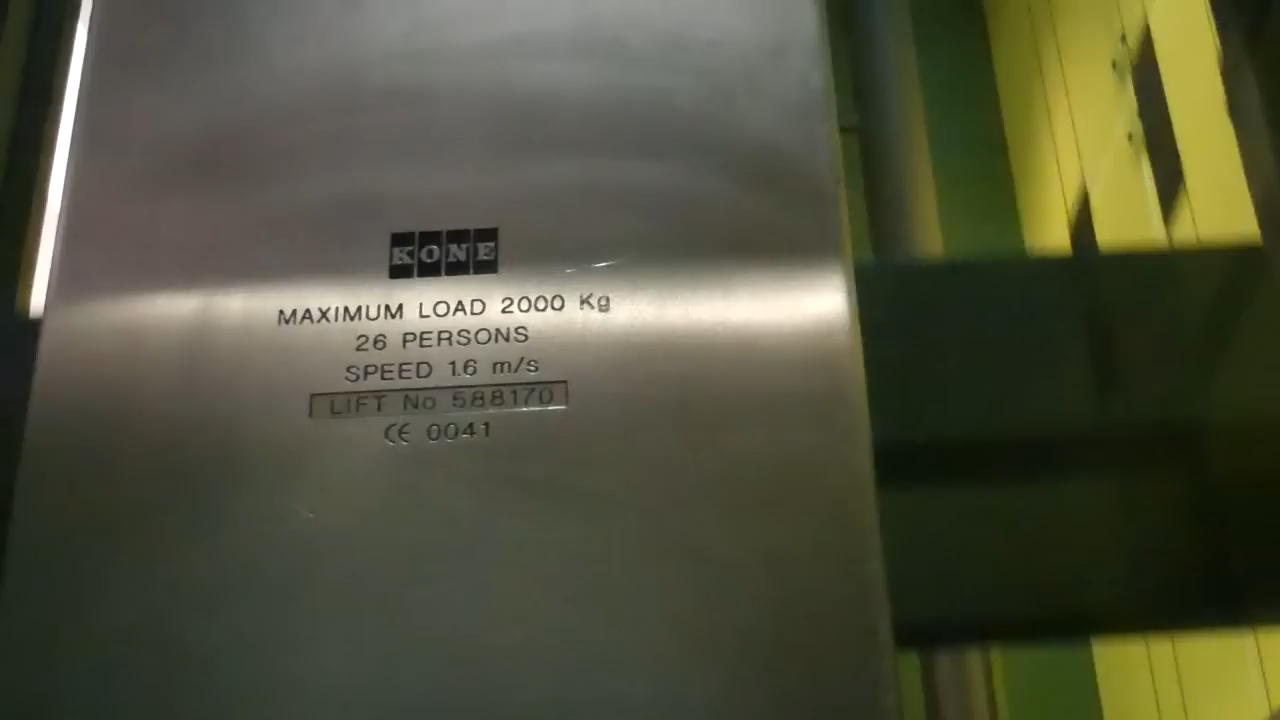 KONE
MAXIMUM LOAD 2000 Kg
26 PERSONS
SPEED 1.6 m/s
LIFT No 588170
CE 0041